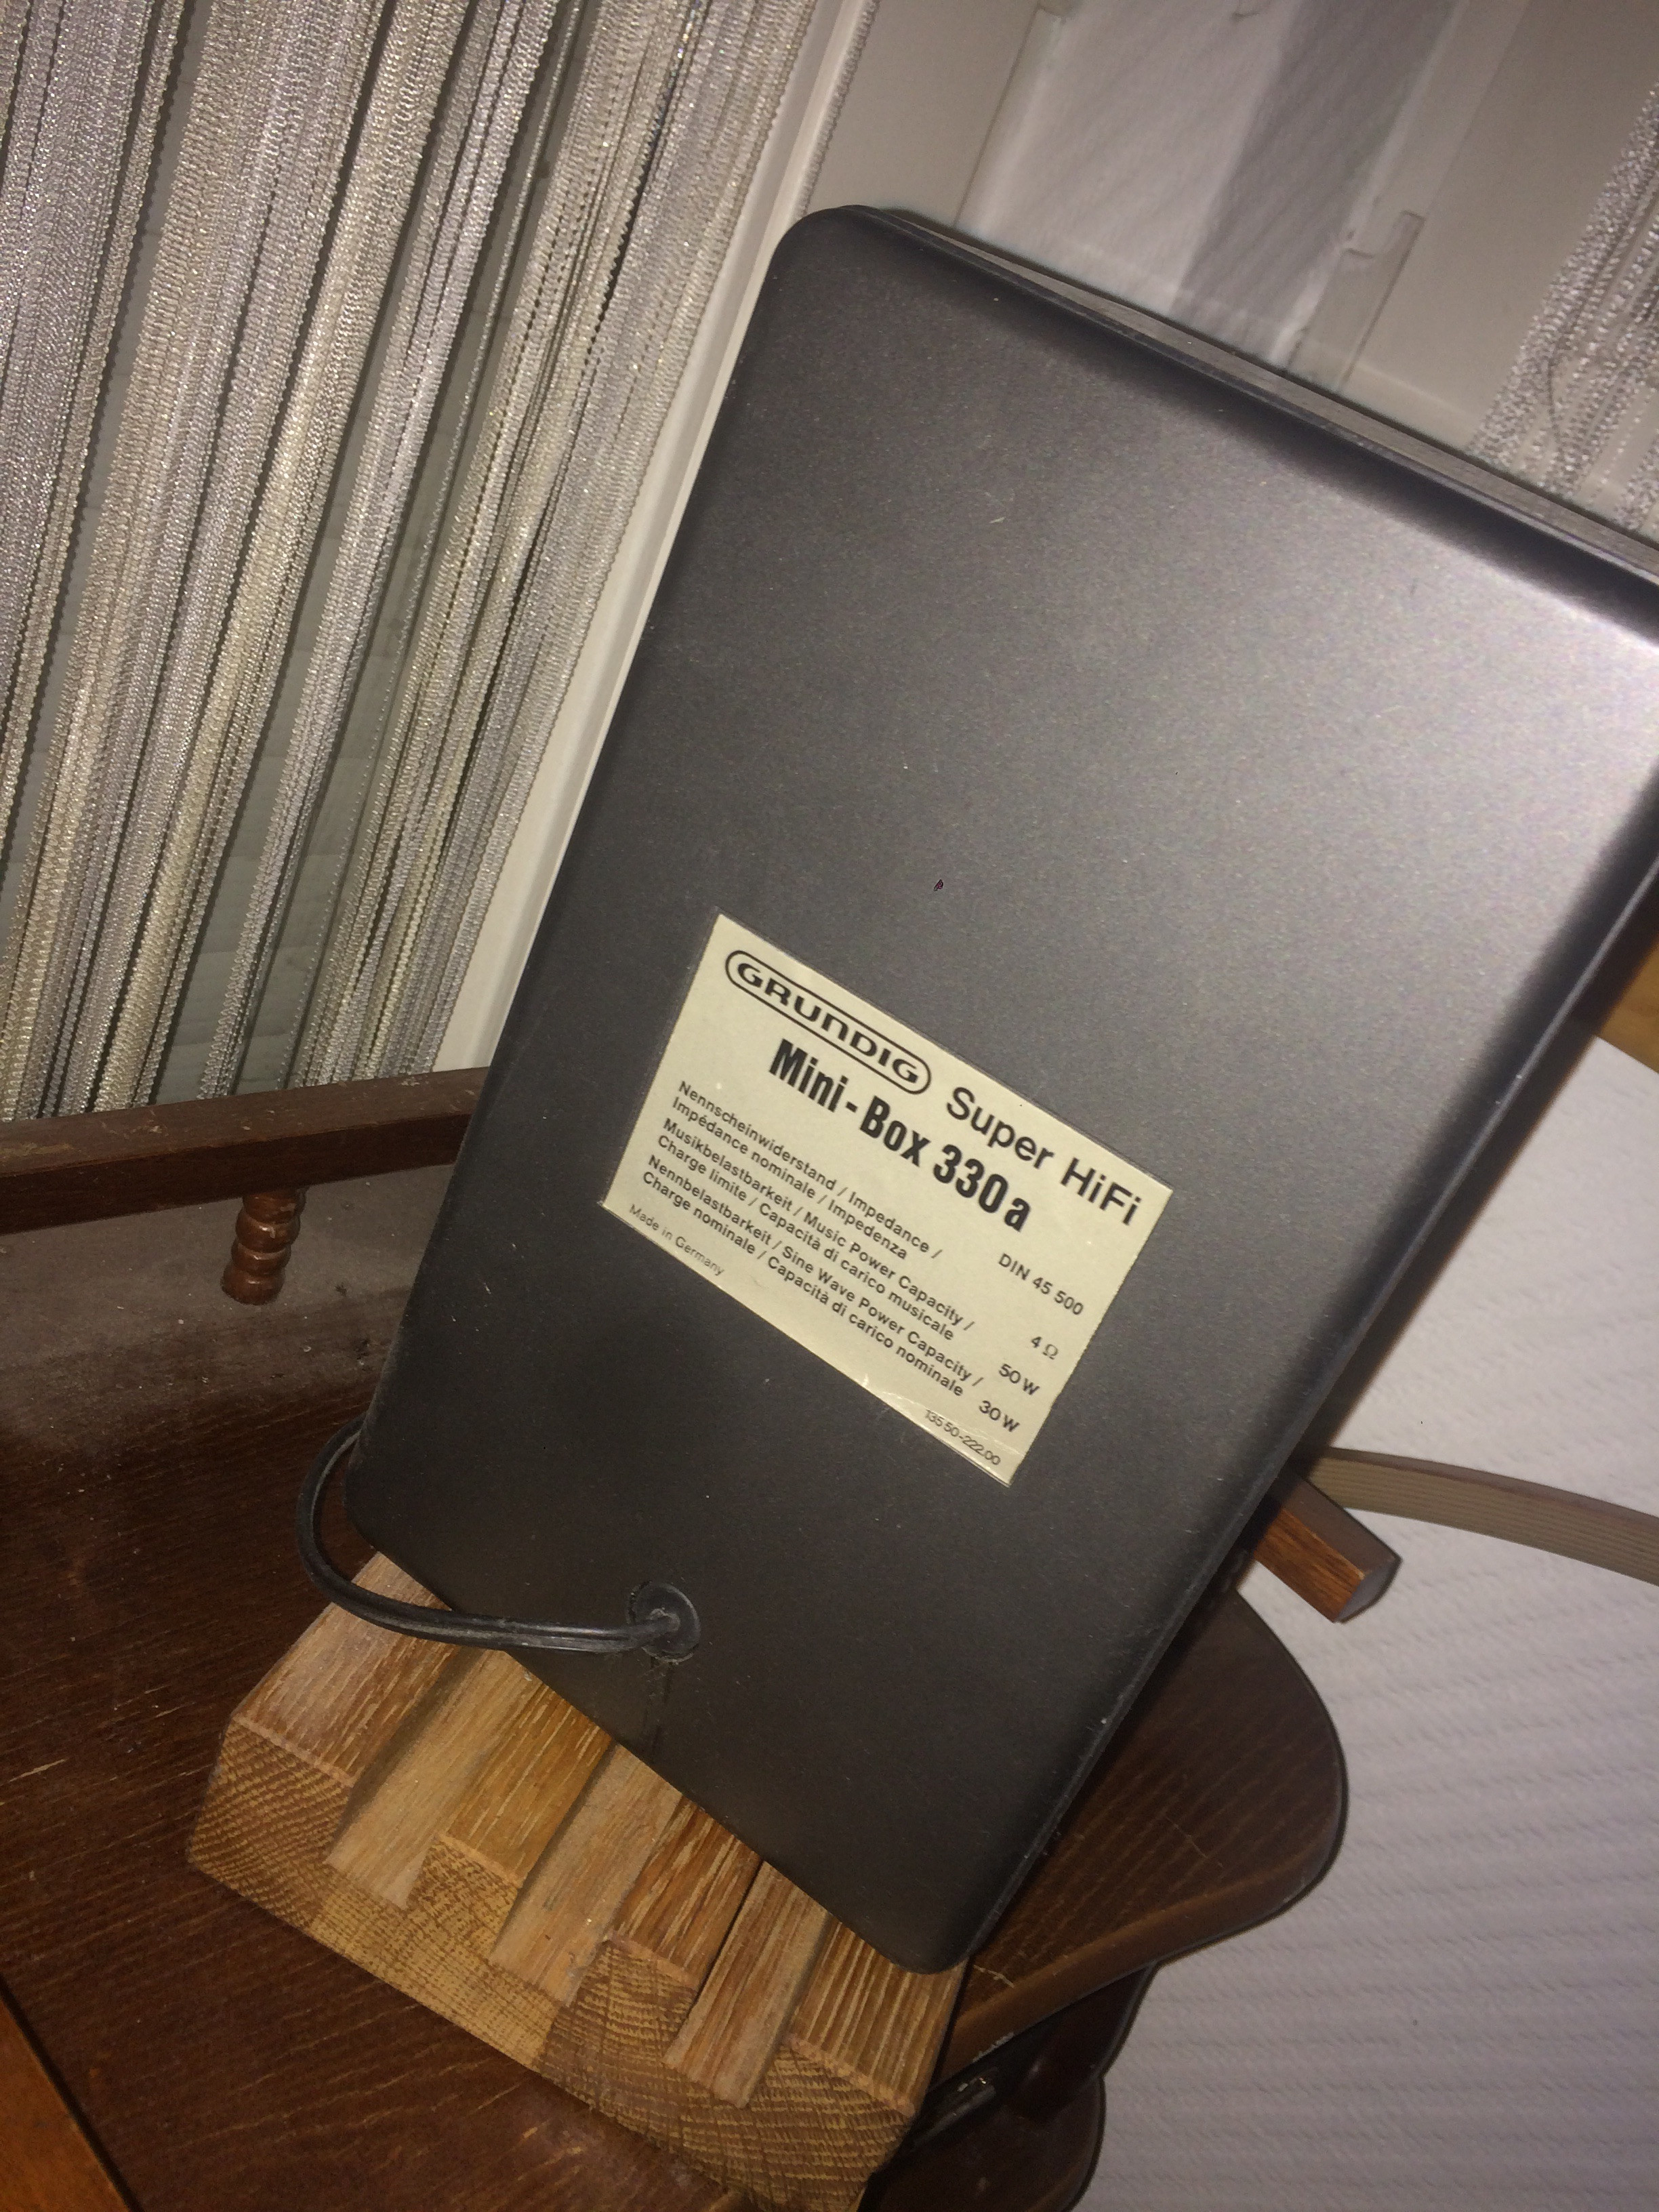 GRUNDIG Super HiFi
Mini-Box 330a
DIN 45 500
Nennscheinwiderstand / Impedance /
Impédance nominale / Impedenza 4 Ω
Musikbelastbarkeit / Music Power Capacity /
Charge limite / Capacità di carico musicale 50 W
Nennbelastbarkeit / Sine Wave Power Capacity /
Charge nominale / Capacità di carico nominale 30 W
Made in Germany 135 50-222.00